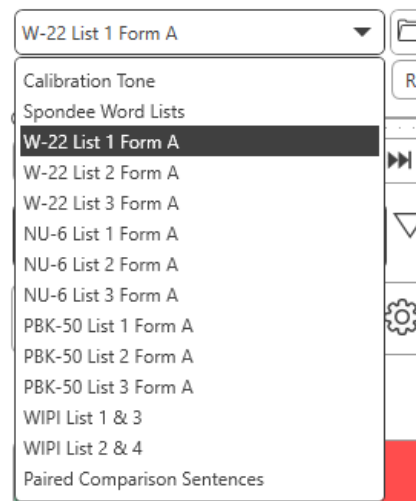 W-22 List 1 Form A
R
Calibration Tone
Spondee Word Lists
W-22 List 1 Form A
W-22 List 2 Form A
W-22 List 3 Form A
NU-6 List 1 Form A
NU-6 List 2 Form A
NU-6 List 3 Form A
PBK-50 List 1 Form A
PBK-50 List 2 Form A
PBK-50 List 3 Form A
WIPI List 1 & 3
WIPI List 2 & 4
Paired Comparison Sentences